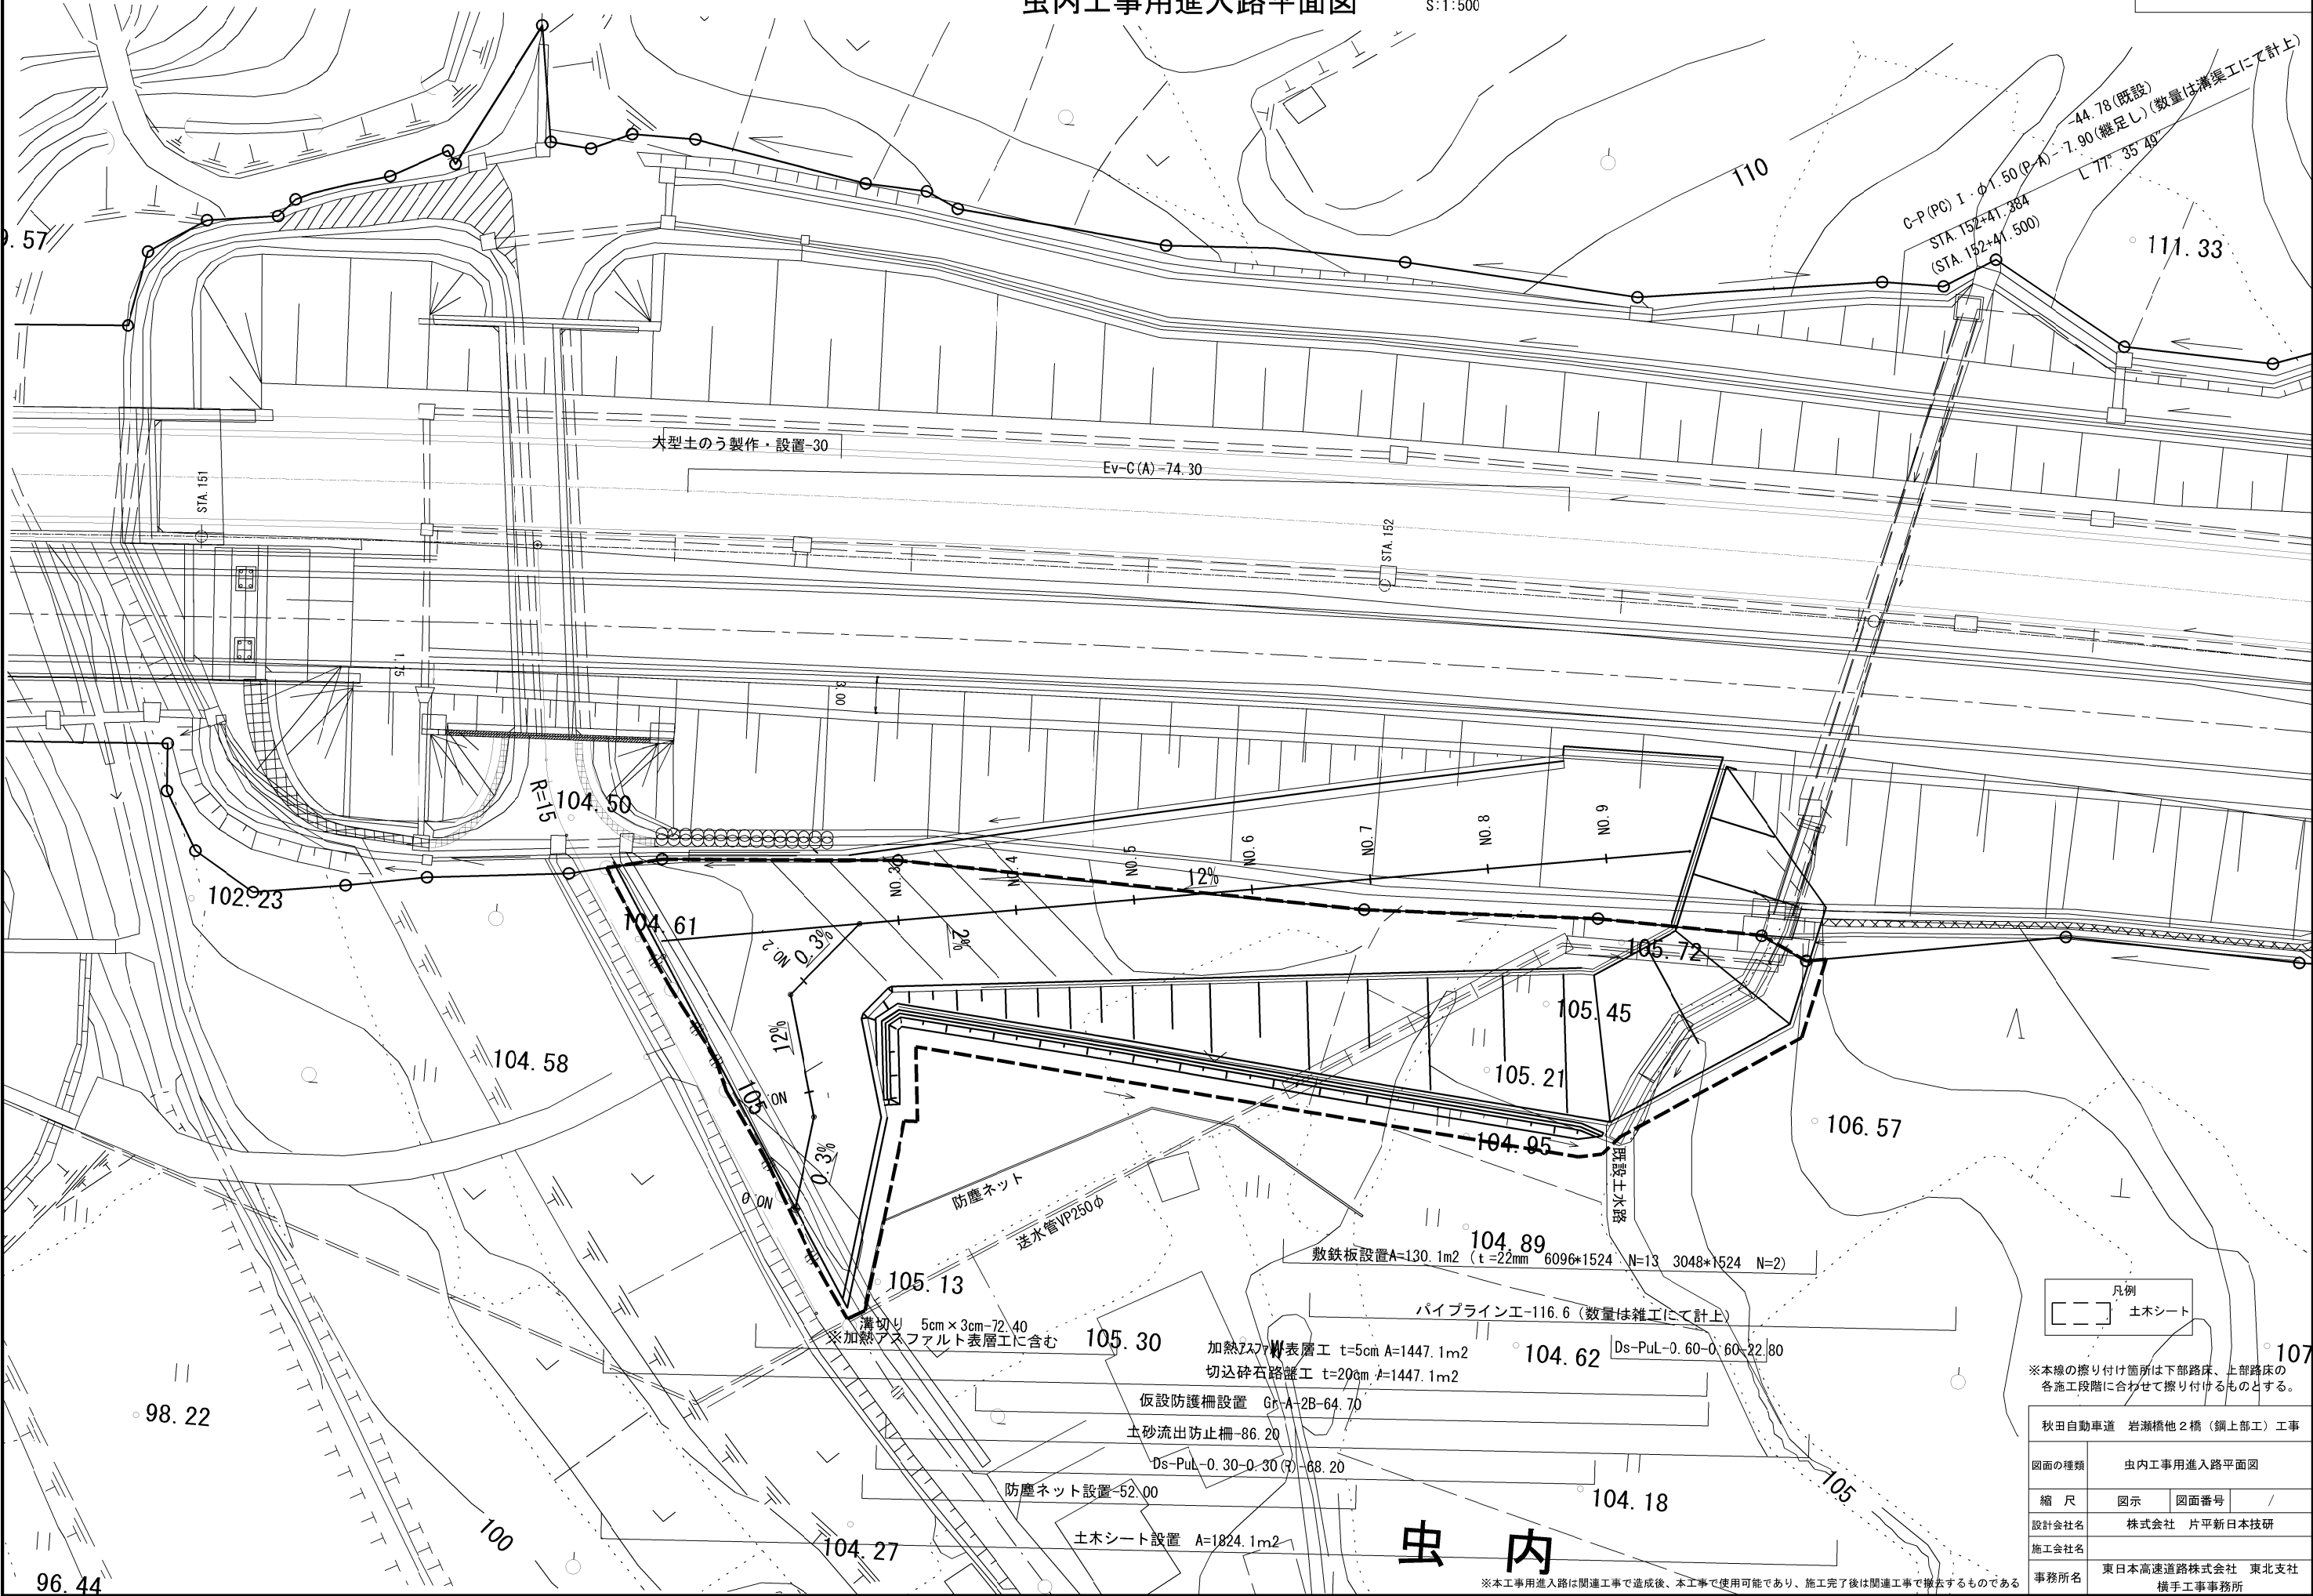 虫内工事用進入路平面図
S:1:500
-44.78(既設)
C-P(PC)Ⅰ・φ1.50(P-A)-7.90(継足し)(数量は溝渠工にて計上)
L 77° 35′ 49″
STA.152+41.384
(STA.152+41.500)
110
111.33
9.57
大型土のう製作・設置-30
Ev-C(A)-74.30
STA.151
STA.152
1.75
3.00
R=15
104.50
NO.9
NO.8
NO.7
NO.6
NO.5
NO.4
NO.3
12%
102.23
104.61
NO.2
0.3%
2%
105.72
105.45
12%
104.58
105.21
105
NO
106.57
104.95
0.3%
NO.0
防塵ネット
既設土水路
送水管VP250φ
104.89
敷鉄板設置A=130.1m2 (t=22mm 6096*1524 N=13 3048*1524 N=2)
105.13
凡例
土木シート
パイプライン工-116.6(数量は雑工にて計上)
溝切り 5cm×3cm-72.40
※加熱アスファルト表層工に含む
105.30
加熱アスファルト表層工 t=5cm A=1447.1m2
104.62
Ds-PuL-0.60-0.60-22.80
107
切込砕石路盤工 t=20cm A=1447.1m2
※本線の擦り付け箇所は下部路床、上部路床の
各施工段階に合わせて擦り付けるものとする。
仮設防護柵設置 Gr-A-2B-64.70
98.22
土砂流出防止柵-86.20
Ds-PuL-0.30-0.30(R)-68.20
防塵ネット設置-52.00
104.18
105
100
土木シート設置 A=1824.1m2
104.27
虫内
96.44
※本工事用進入路は関連工事で造成後、本工事で使用可能であり、施工完了後は関連工事で撤去するものである
秋田自動車道 岩瀬橋他2橋(鋼上部工)工事
図面の種類 虫内工事用進入路平面図
縮尺 図示 図面番号 /
設計会社名 株式会社 片平新日本技研
施工会社名
事務所名 東日本高速道路株式会社 東北支社
横手工事事務所